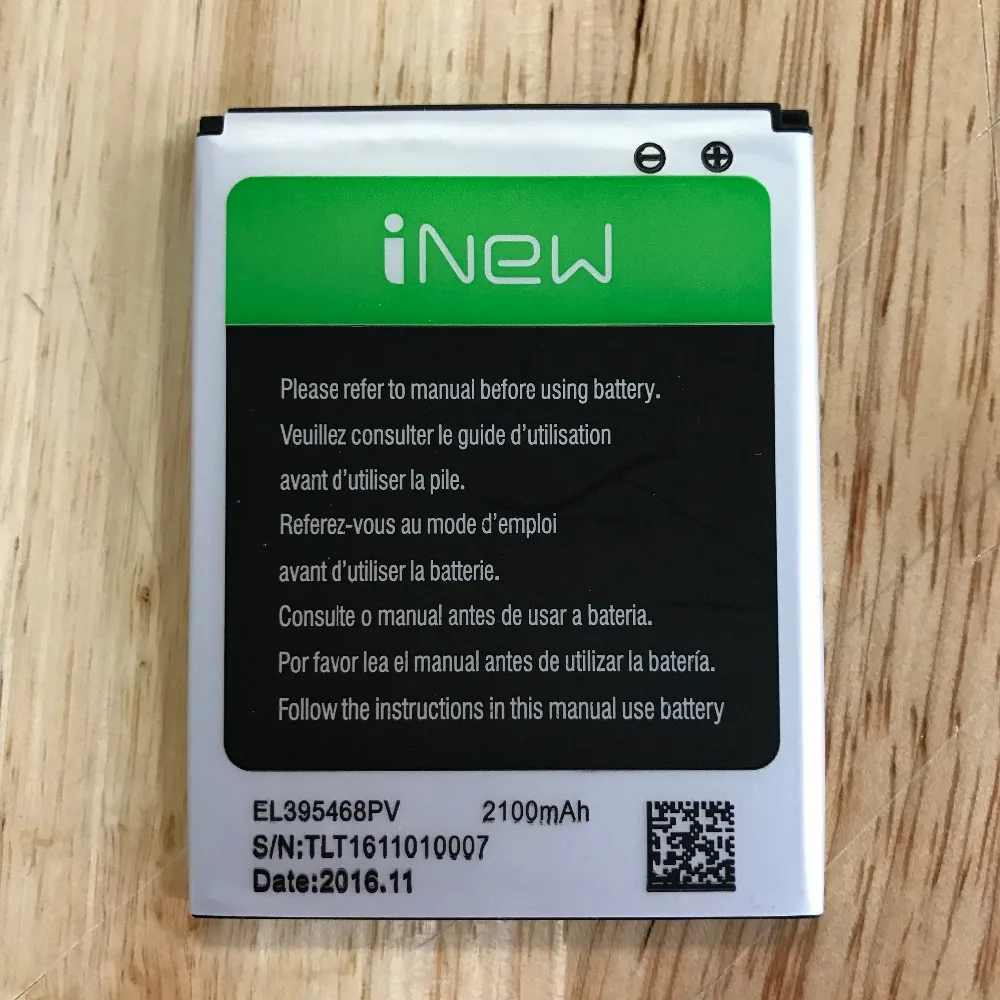 iNew
Please refer to manual before using battery.
Veuillez consulter le guide d'utilisation
avant d'utiliser la pile.
Referez-vous au mode d'emploi
avant d'utiliser la batterie.
Consulte o manual antes de usar a bateria.
Por favor lea el manual antes de utilizar la batería.
Follow the instructions in this manual use battery
EL395468PV 2100mAh
S/N:TLT1611010007
Date:2016.11